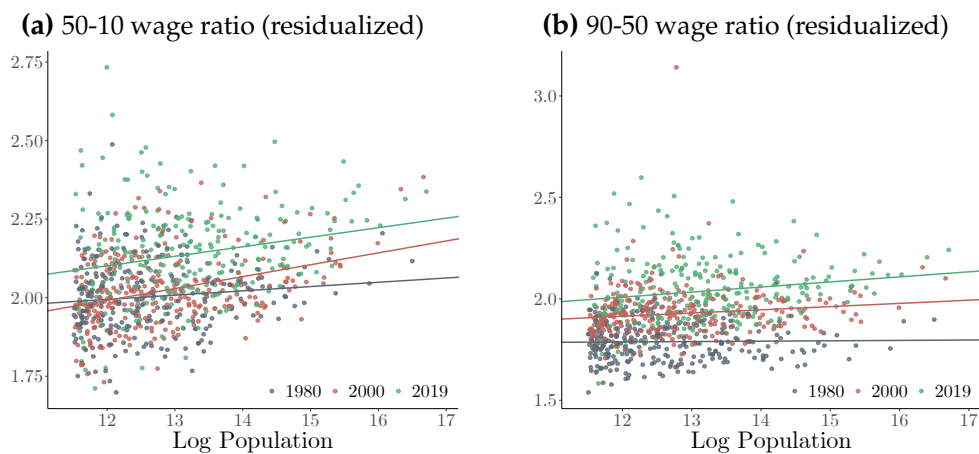 (a) 50-10 wage ratio (residualized)
2.75
2.50
2.25
2.00
1.75
1980 2000 2019
12 13 14 15 16 17
Log Population
(b) 90-50 wage ratio (residualized)
3.0
2.5
2.0
1.5
1980 2000 2019
12 13 14 15 16 17
Log Population